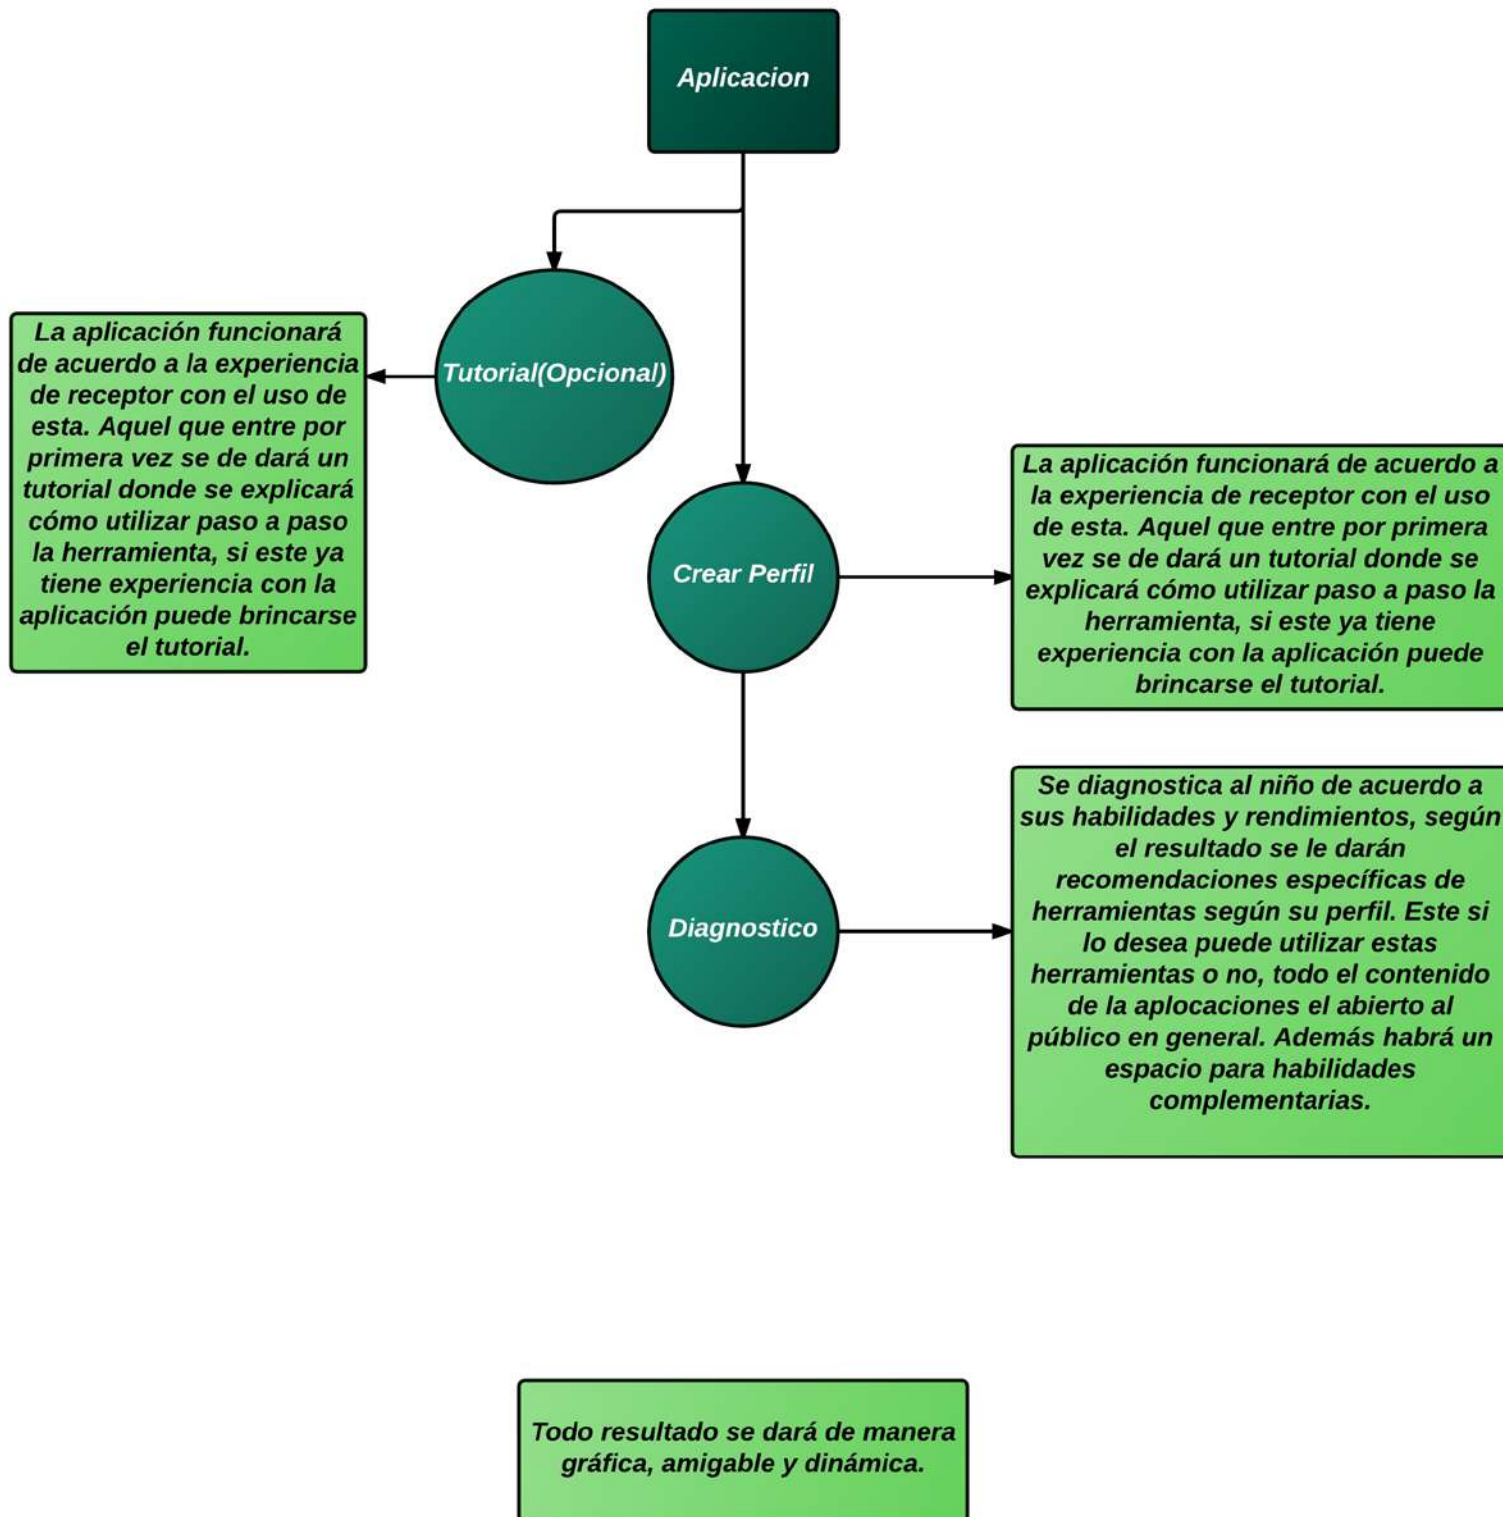 Aplicacion
Tutorial(Opcional)
La aplicación funcionará
de acuerdo a la experiencia
de receptor con el uso de
esta. Aquel que entre por
primera vez se de dará un
tutorial donde se explicará
cómo utilizar paso a paso
la herramienta, si este ya
tiene experiencia con la
aplicación puede brincarse
el tutorial.
Crear Perfil
La aplicación funcionará de acuerdo a
la experiencia de receptor con el uso
de esta. Aquel que entre por primera
vez se de dará un tutorial donde se
explicará cómo utilizar paso a paso la
herramienta, si este ya tiene
experiencia con la aplicación puede
brincarse el tutorial.
Diagnostico
Se diagnostica al niño de acuerdo a
sus habilidades y rendimientos, según
el resultado se le darán
recomendaciones específicas de
herramientas según su perfil. Este si
lo desea puede utilizar estas
herramientas o no, todo el contenido
de la aplocaciones el abierto al
público en general. Además habrá un
espacio para habilidades
complementarias.
Todo resultado se dará de manera
gráfica, amigable y dinámica.